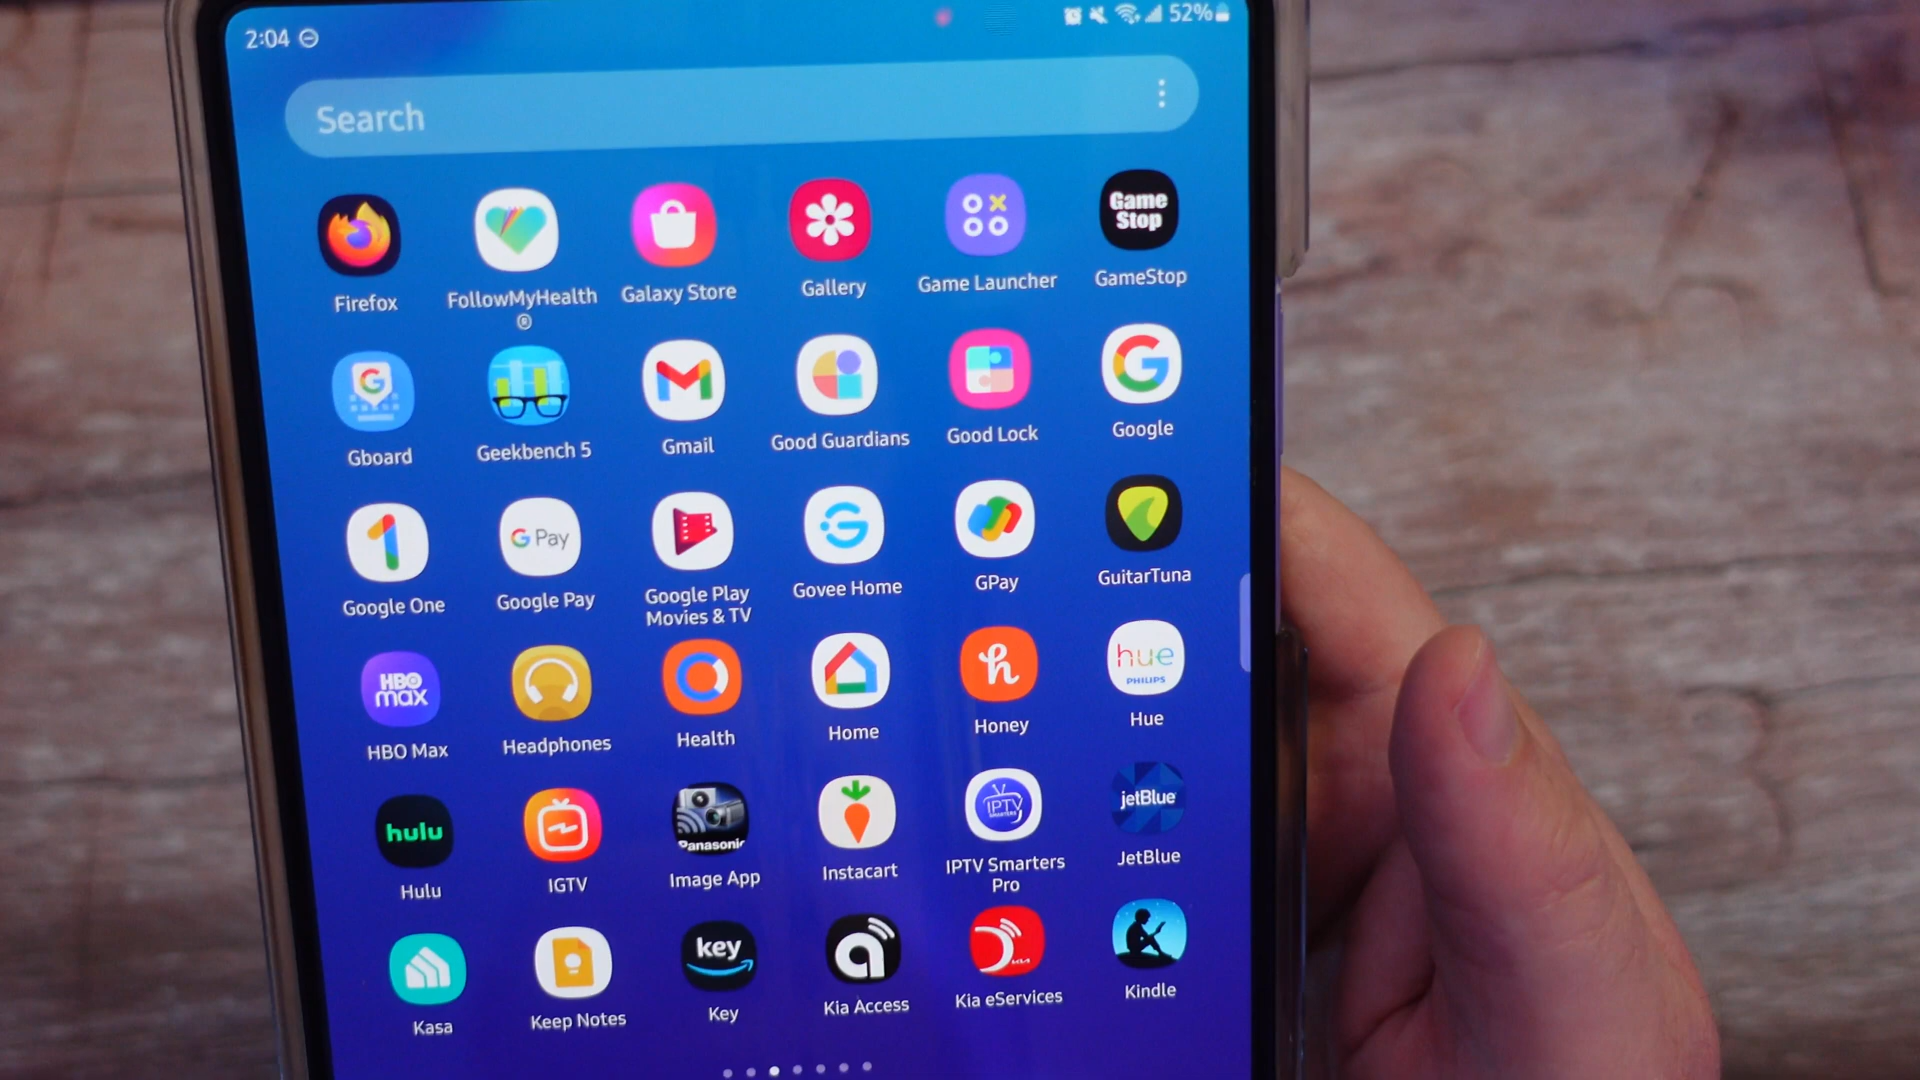 2:04
52%
Search
Game
Stop
Firefox
FollowMyHealth
®
Galaxy Store
Gallery
Game Launcher
GameStop
Gboard
Geekbench 5
Gmail
Good Guardians
Good Lock
Google
G Pay
Google One
Google Pay
Google Play
Movies & TV
Govee Home
GPay
GuitarTuna
HBO
max
hue
PHILIPS
HBO Max
Headphones
Health
Home
Honey
Hue
hulu
Panasonic
IPTV
SMARTERS
jetBlue
Hulu
IGTV
Image App
Instacart
IPTV Smarters
Pro
JetBlue
key
Kasa
Keep Notes
Key
Kia Access
Kia eServices
Kindle